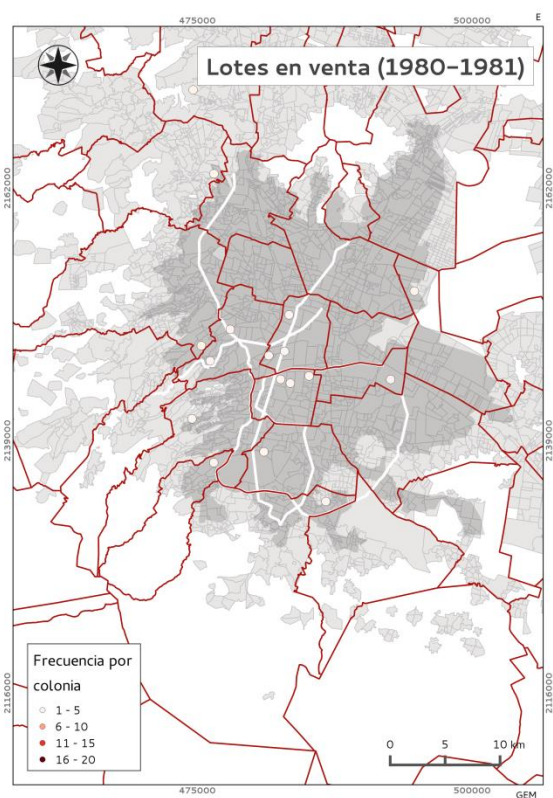 475000
500000
E
Lotes en venta (1980-1981)
2162000
2162000
2139000
2139000
2116000
2116000
Frecuencia por
colonia
1 - 5
6 - 10
11 - 15
16 - 20
0 5 10 km
475000
500000
GEM